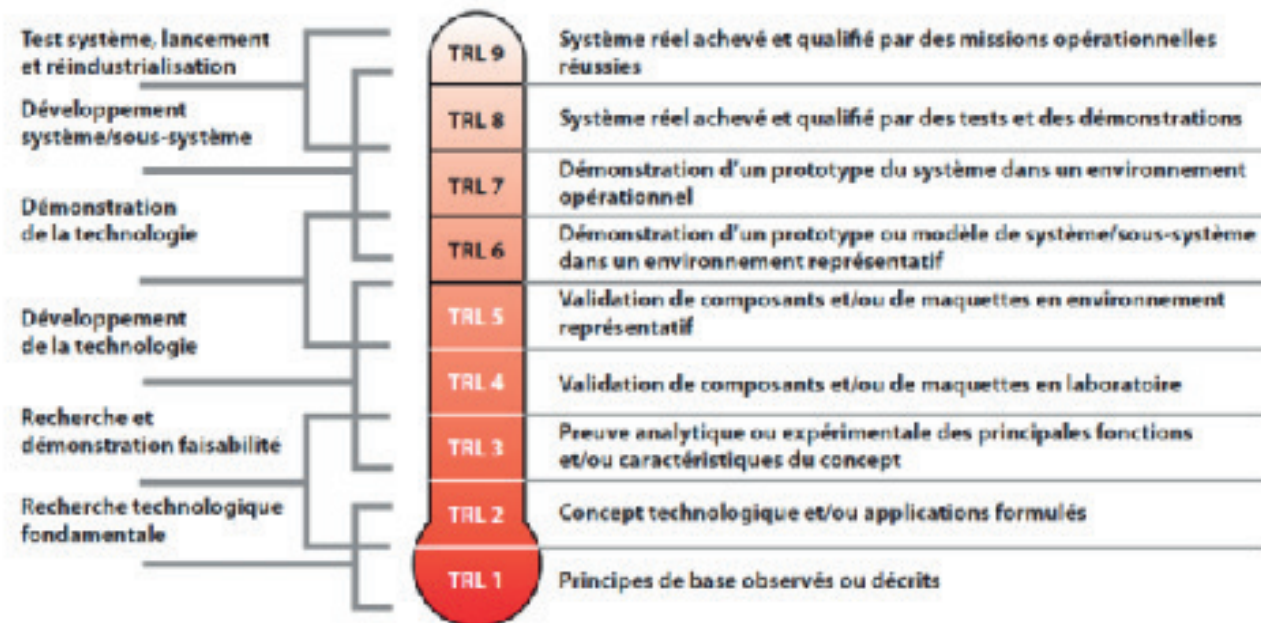 Test système, lancement
et réindustrialisation
Développement
système/sous-système
Démonstration
de la technologie
Développement
de la technologie
Recherche et
démonstration faisabilité
Recherche technologique
fondamentale
TRL 9
Système réel achevé et qualifié par des missions opérationnelles
réussies
TRL 8
Système réel achevé et qualifié par des tests et des démonstrations
TRL 7
Démonstration d'un prototype du système dans un environnement
opérationnel
TRL 6
Démonstration d'un prototype ou modèle de système/sous-système
dans un environnement représentatif
TRL 5
Validation de composants et/ou de maquettes en environnement
représentatif
TRL 4
Validation de composants et/ou de maquettes en laboratoire
TRL 3
Preuve analytique ou expérimentale des principales fonctions
et/ou caractéristiques du concept
TRL 2
Concept technologique et/ou applications formulés
TRL 1
Principes de base observés ou décrits